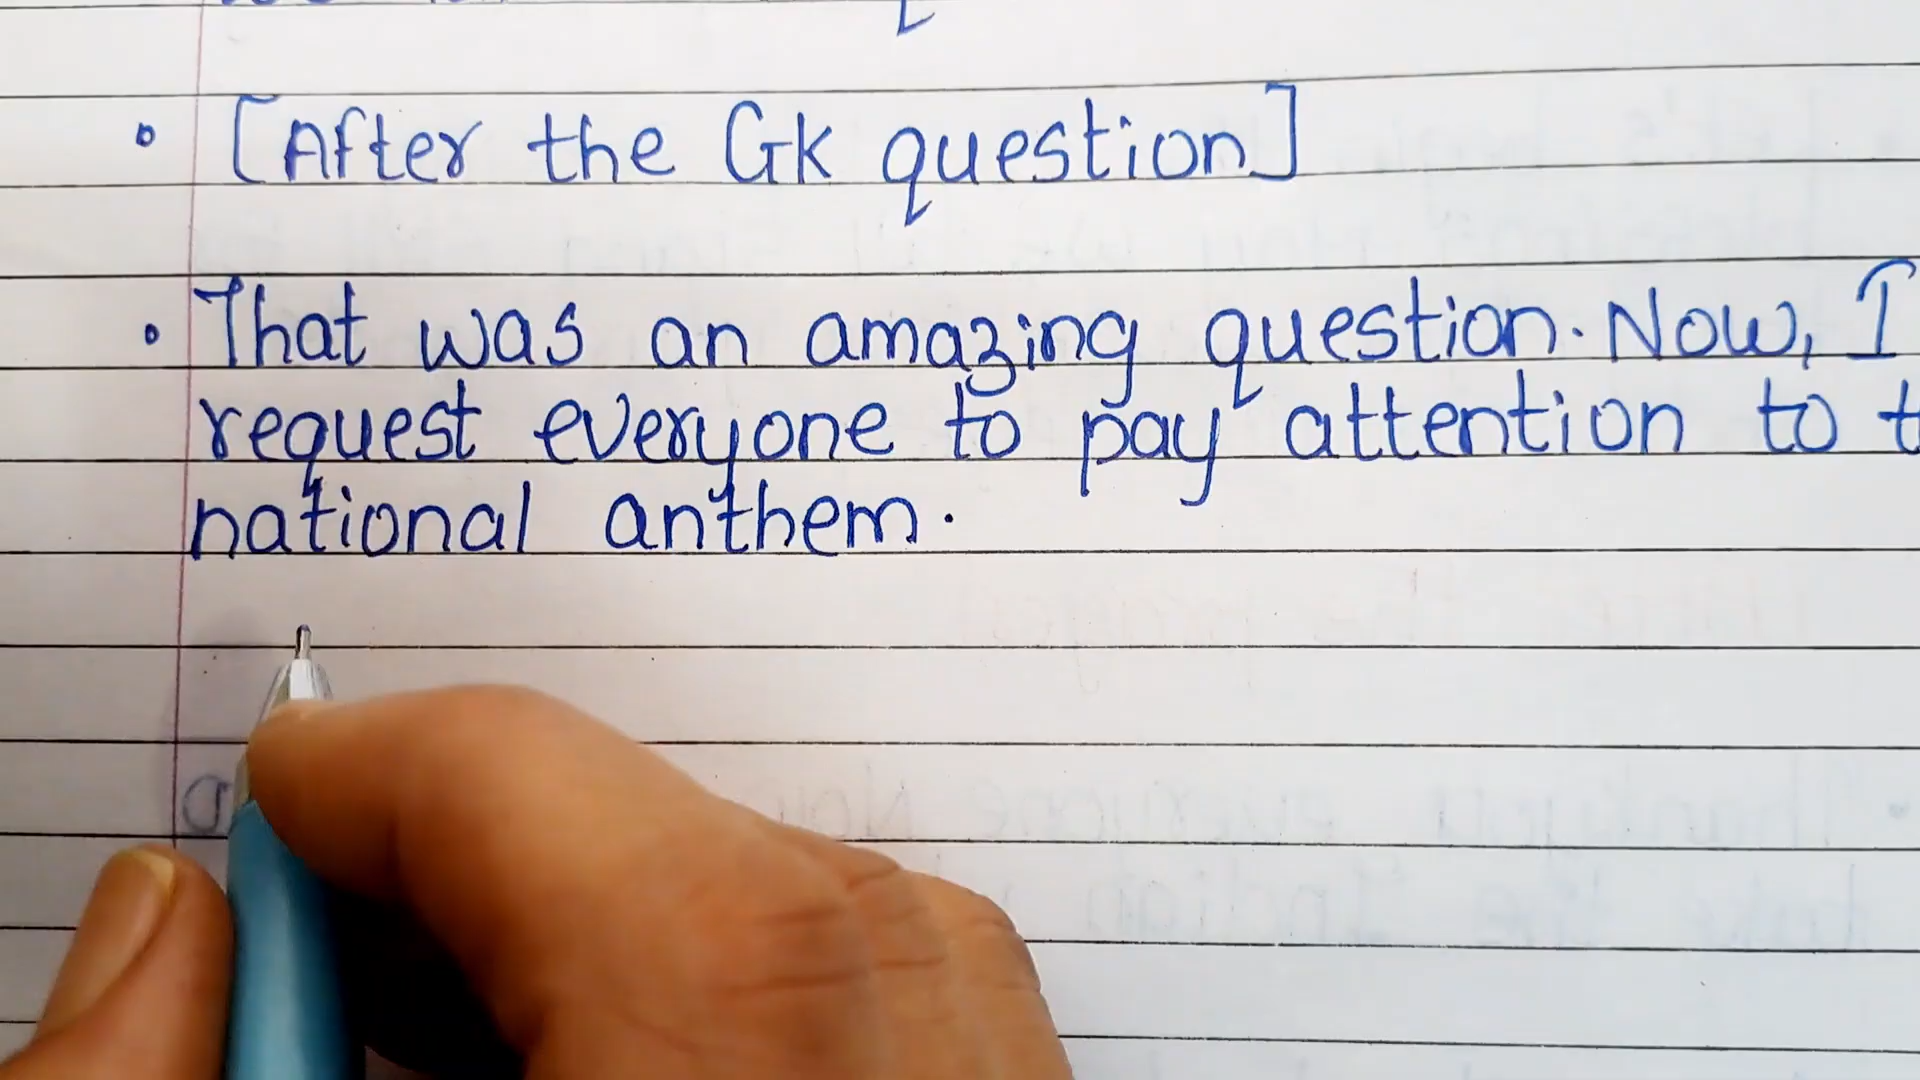 • [After the GK question]
• That was an amazing question. Now, I
request everyone to pay attention to
national anthem.